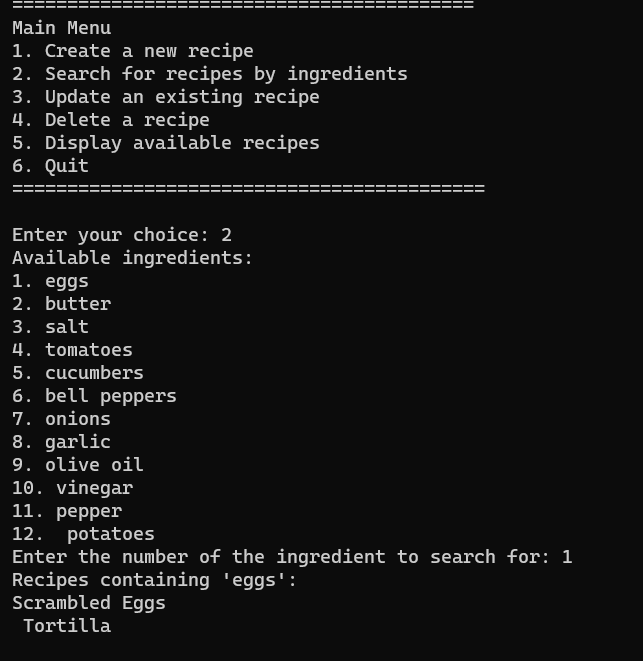 ==========================================
Main Menu
1. Create a new recipe
2. Search for recipes by ingredients
3. Update an existing recipe
4. Delete a recipe
5. Display available recipes
6. Quit
===========================================
Enter your choice: 2
Available ingredients:
1. eggs
2. butter
3. salt
4. tomatoes
5. cucumbers
6. bell peppers
7. onions
8. garlic
9. olive oil
10. vinegar
11. pepper
12.  potatoes
Enter the number of the ingredient to search for: 1
Recipes containing 'eggs':
Scrambled Eggs
 Tortilla